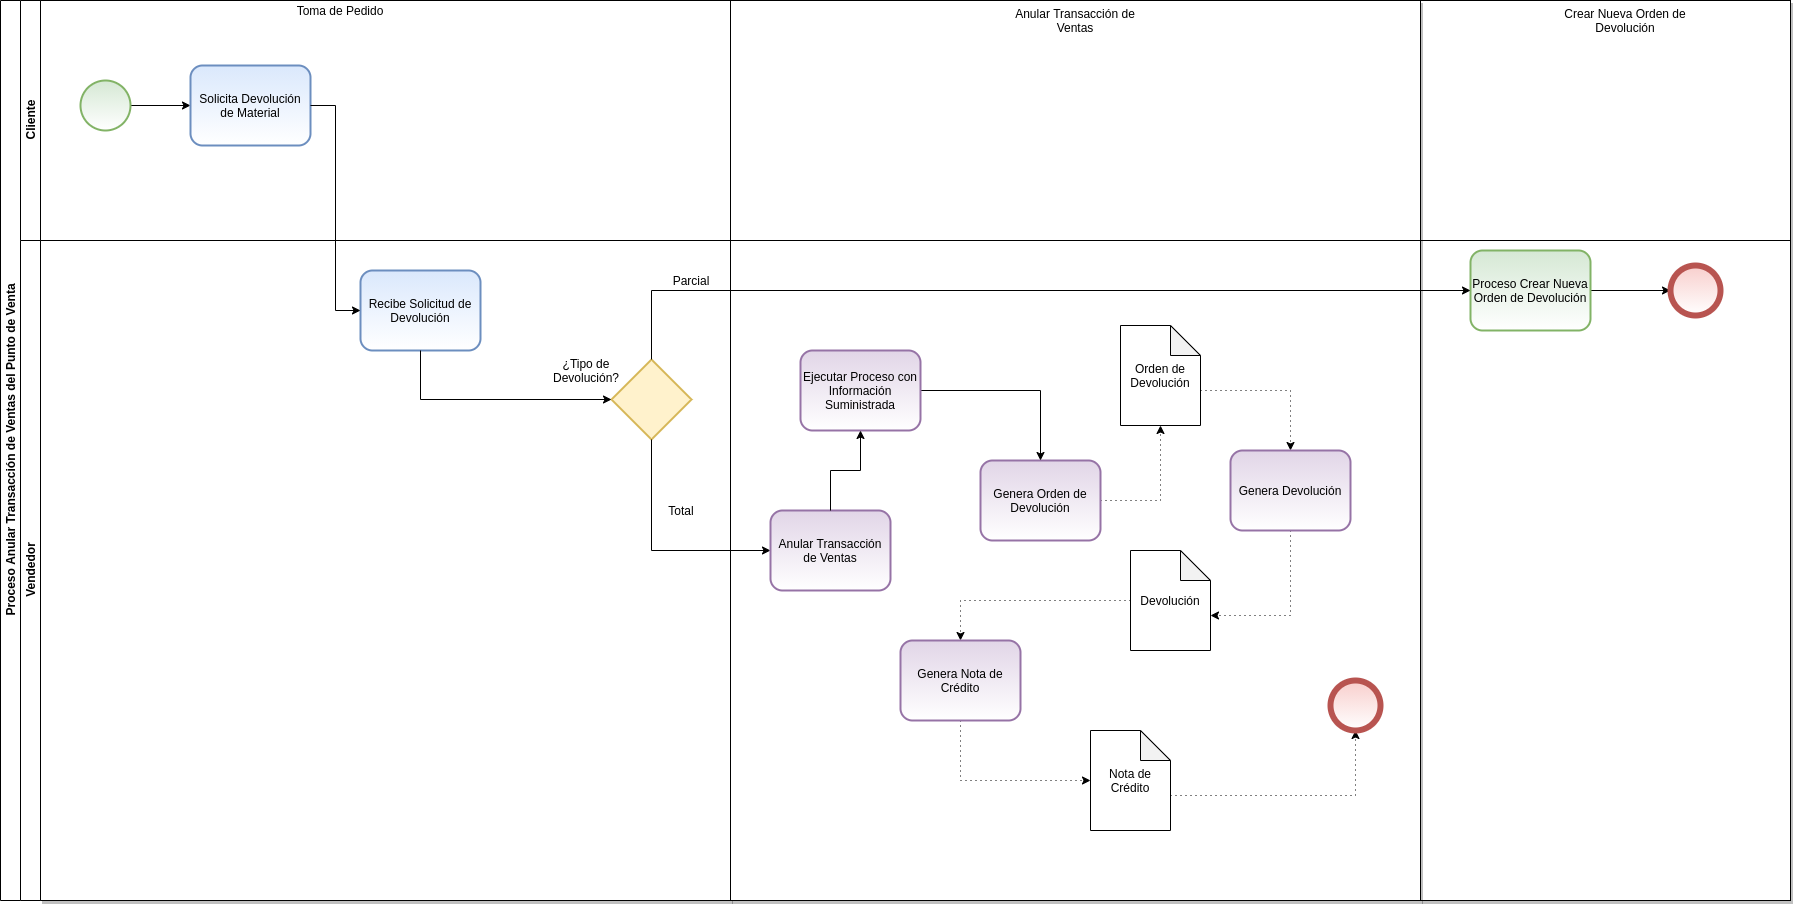 Toma de Pedido
Anular Transacción de
Ventas
Crear Nueva Orden de
Devolución
Proceso Anular Transacción de Ventas del Punto de Venta
Cliente
Solicita Devolución
de Material
Vendedor
Recibe Solicitud de
Devolución
¿Tipo de
Devolución?
Parcial
Proceso Crear Nueva
Orden de Devolución
Total
Anular Transacción
de Ventas
Ejecutar Proceso con
Información
Suministrada
Genera Orden de
Devolución
Orden de
Devolución
Genera Devolución
Devolución
Genera Nota de
Crédito
Nota de
Crédito